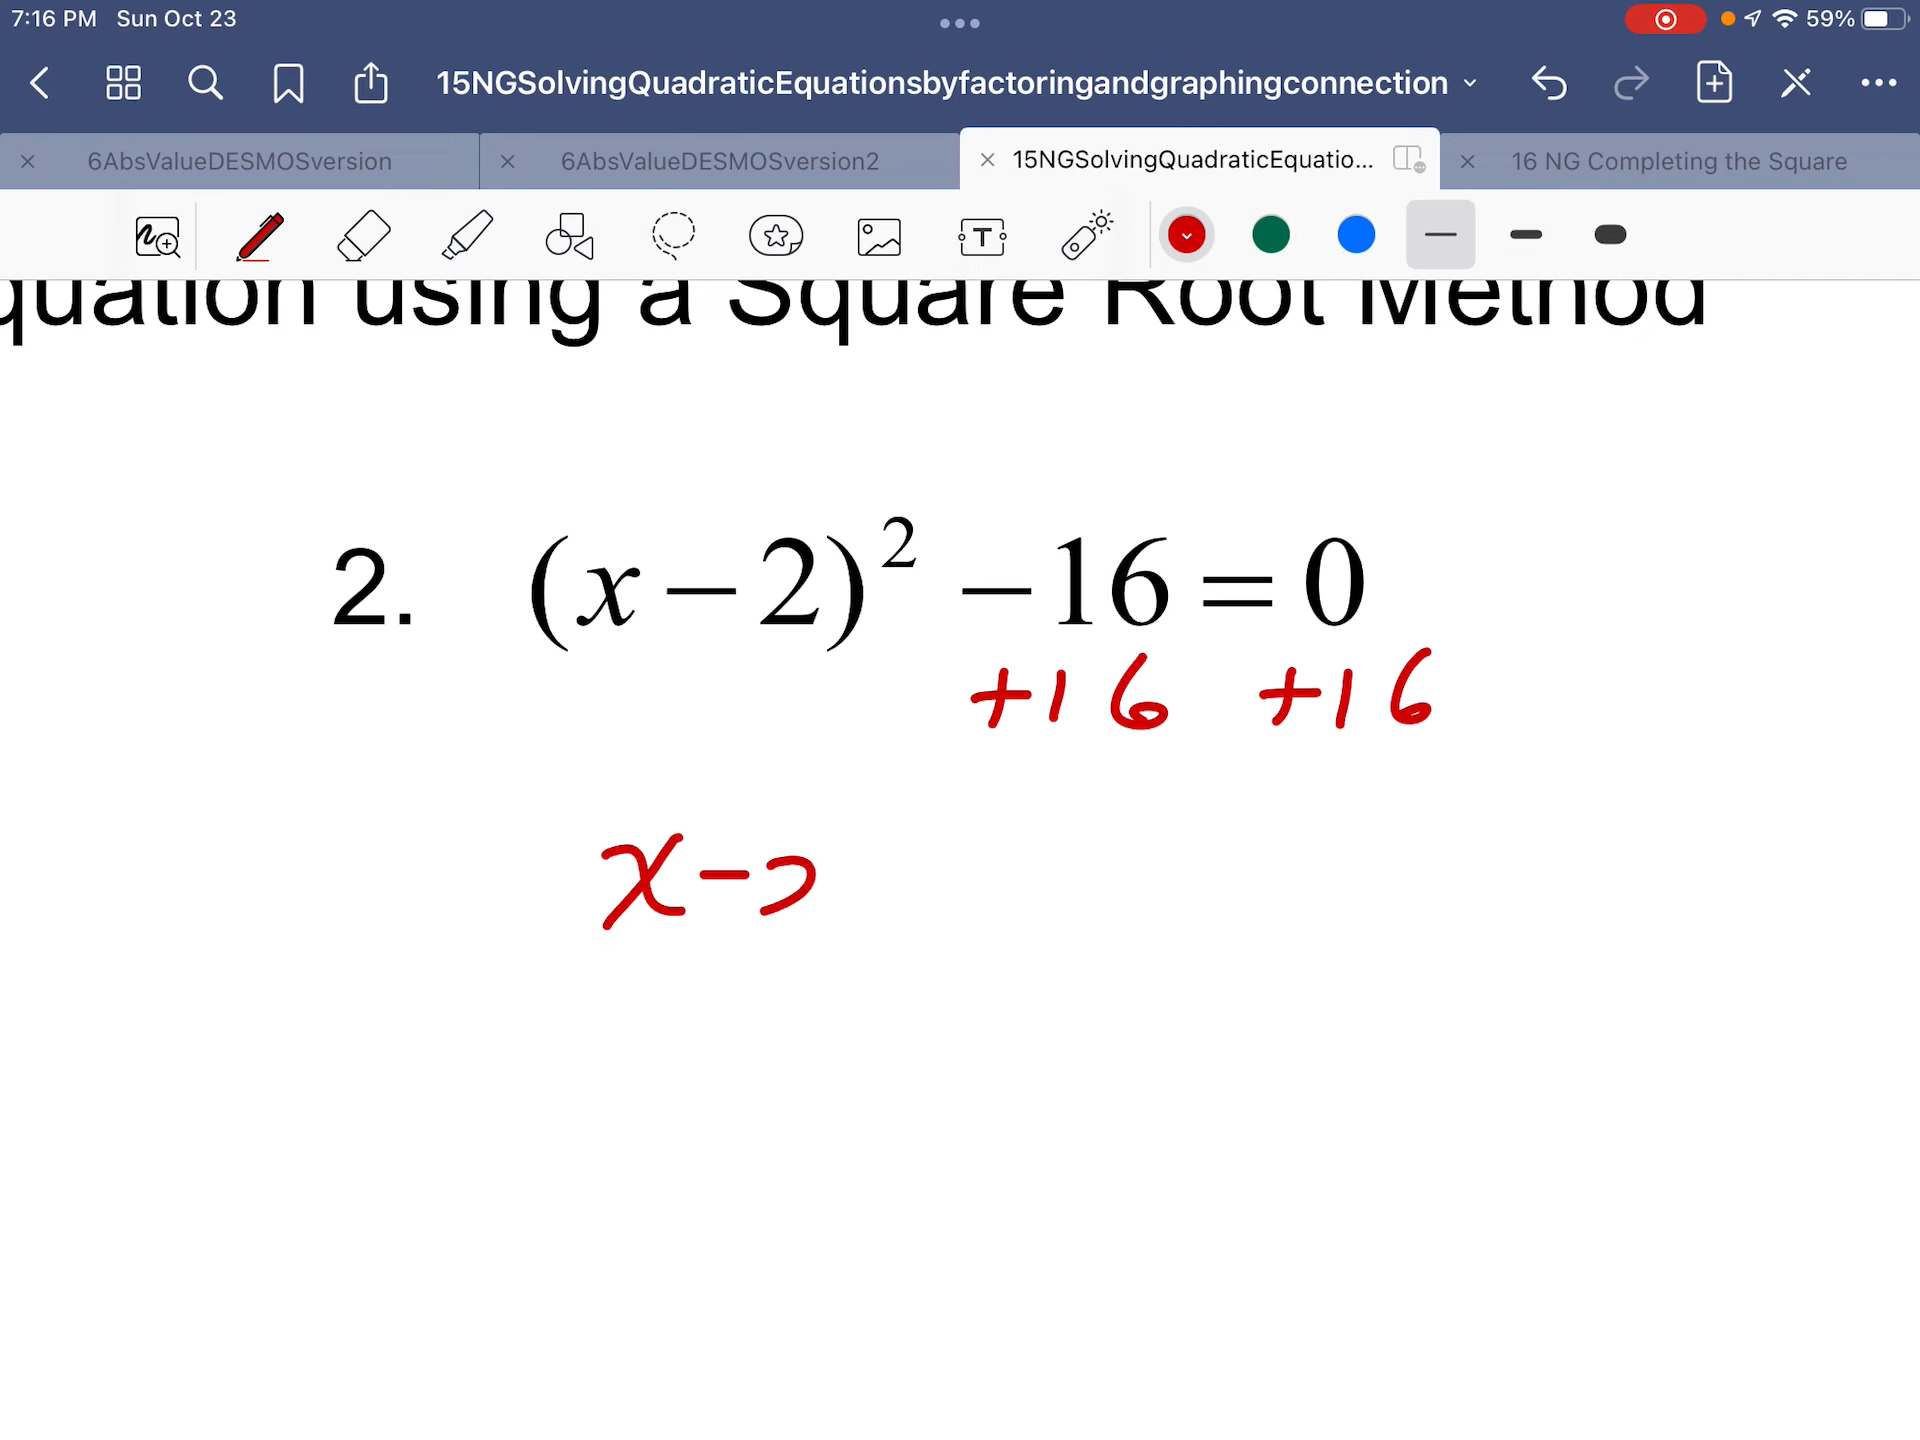 7:16 PM Sun Oct 23
59%
15NGSolvingQuadraticEquationsbyfactoringandgraphingconnection
6AbsValueDESMOSversion
6AbsValueDESMOSversion2
15NGSolvingQuadraticEquatio...
16 NG Completing the Square
quation using a Square Root Method
2. (x − 2)² − 16 = 0
+16 +16
x −